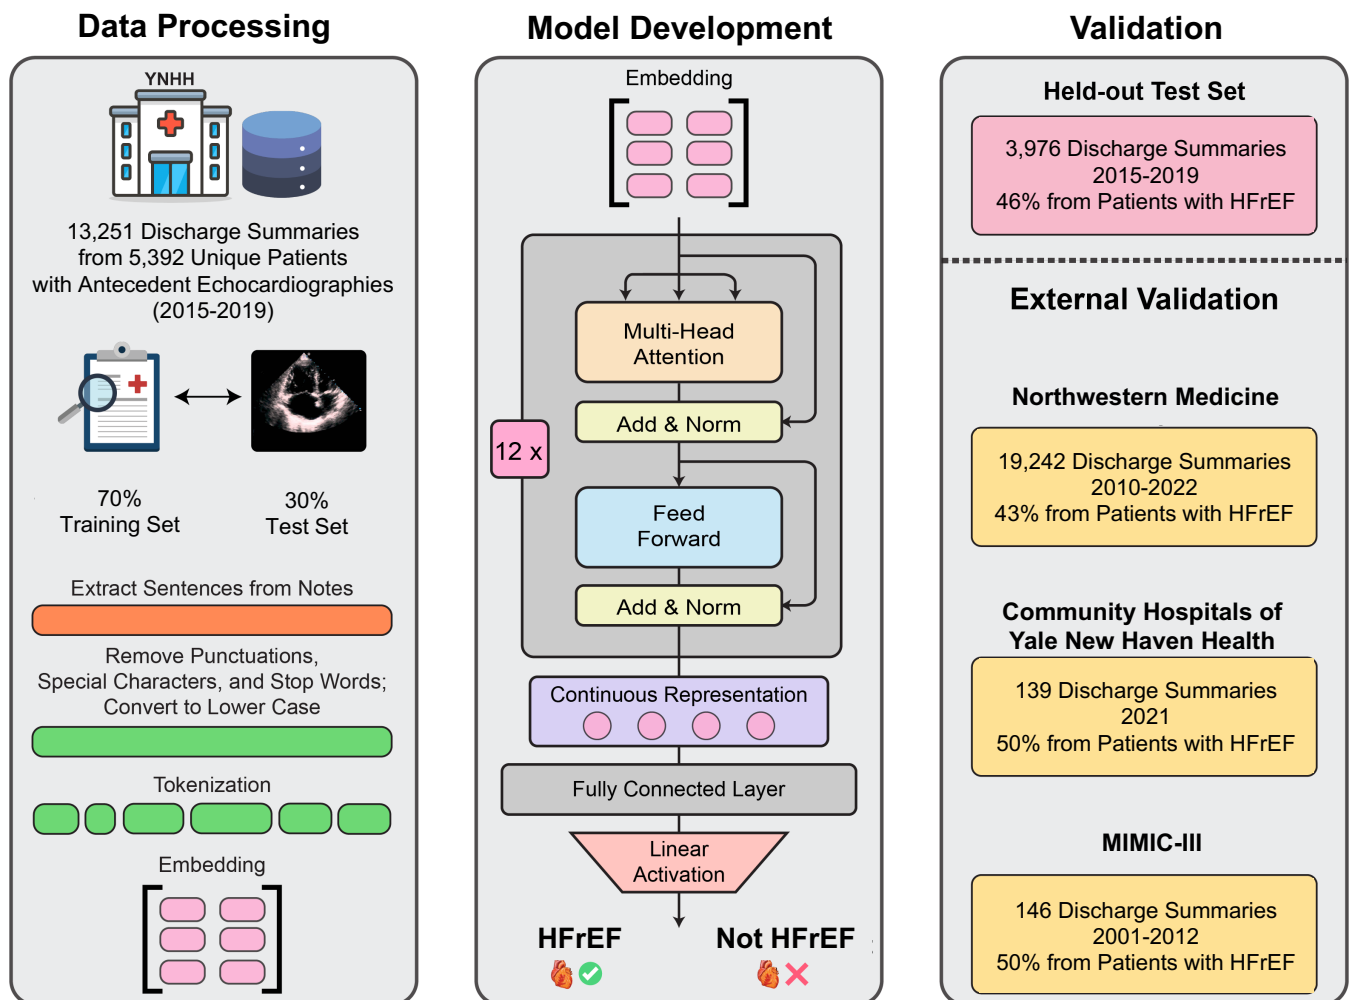 Data Processing
YNHH
13,251 Discharge Summaries
from 5,392 Unique Patients
with Antecedent Echocardiographies
(2015-2019)
70%
Training Set
30%
Test Set
Extract Sentences from Notes
Remove Punctuations,
Special Characters, and Stop Words;
Convert to Lower Case
Tokenization
Embedding
Model Development
Embedding
Multi-Head
Attention
Add & Norm
12 x
Feed
Forward
Add & Norm
Continuous Representation
Fully Connected Layer
Linear
Activation
HFrEF
Not HFrEF
Validation
Held-out Test Set
3,976 Discharge Summaries
2015-2019
46% from Patients with HFrEF
External Validation
Northwestern Medicine
19,242 Discharge Summaries
2010-2022
43% from Patients with HFrEF
Community Hospitals of
Yale New Haven Health
139 Discharge Summaries
2021
50% from Patients with HFrEF
MIMIC-III
146 Discharge Summaries
2001-2012
50% from Patients with HFrEF